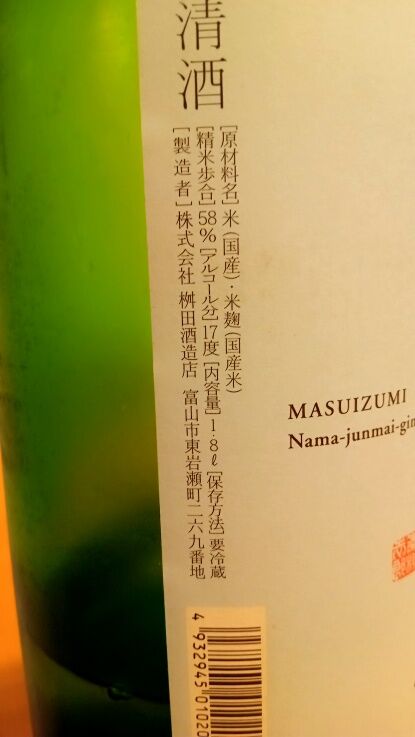 清酒
[原材料名]米(国産)・米麹(国産米)
[精米歩合]58%[アルコール分]17度[内容量]1.8ℓ[保存方法]要冷蔵
[製造者]株式会社 桝田酒造店 富山市東岩瀬町二六九番地
MASUIZUMI
Nama-junmai-gin
4 932945 01020